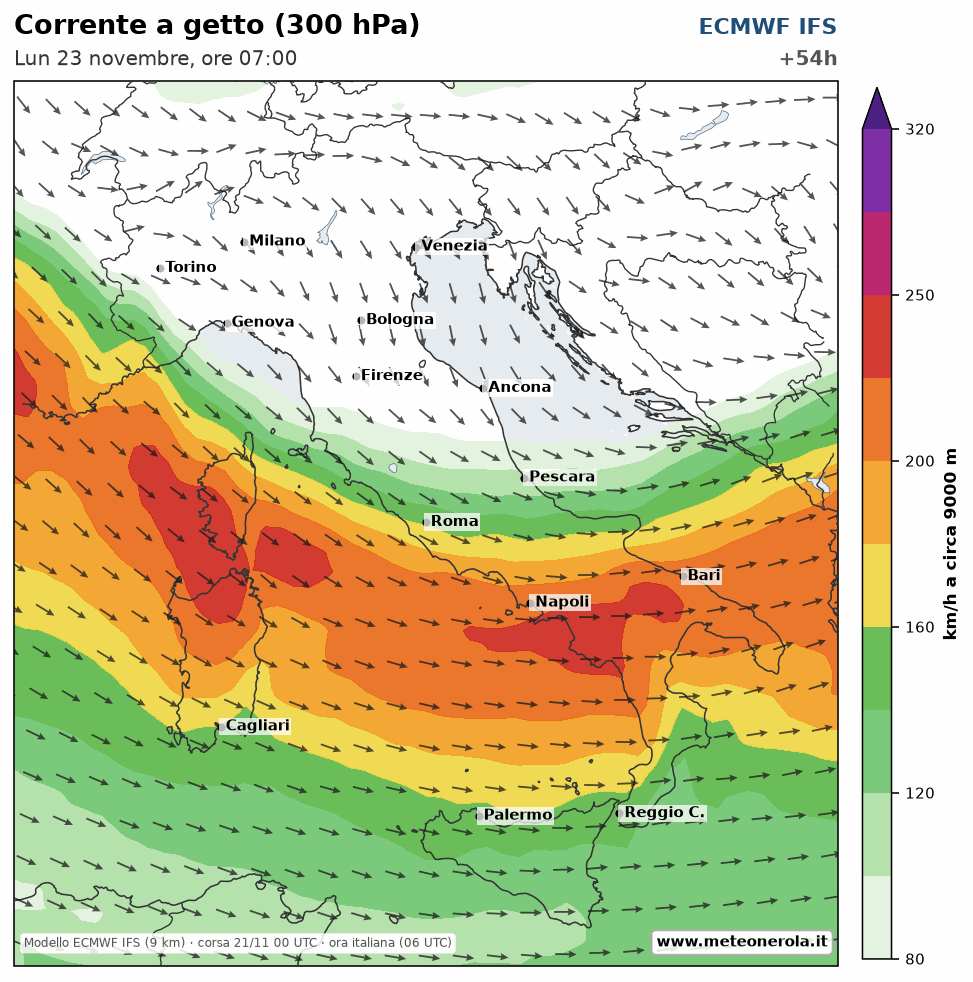 Corrente a getto (300 hPa)
ECMWF IFS
Lun 23 novembre, ore 07:00
+54h
Milano
Venezia
Torino
Genova
Bologna
Firenze
Ancona
Pescara
Roma
Bari
Napoli
Cagliari
Palermo
Reggio C.
320
250
200
160
120
80
km/h a circa 9000 m
Modello ECMWF IFS (9 km) · corsa 21/11 00 UTC · ora italiana (06 UTC)
www.meteonerola.it